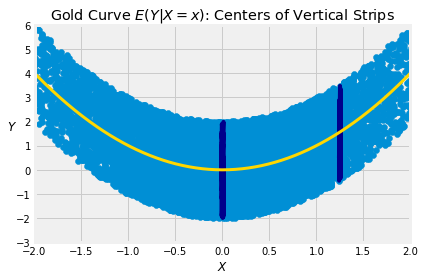 Gold Curve E(Y|X = x): Centers of Vertical Strips
6
5
4
3
2
1
0
−1
−2
−3
Y
−2.0 −1.5 −1.0 −0.5 0.0 0.5 1.0 1.5 2.0
X